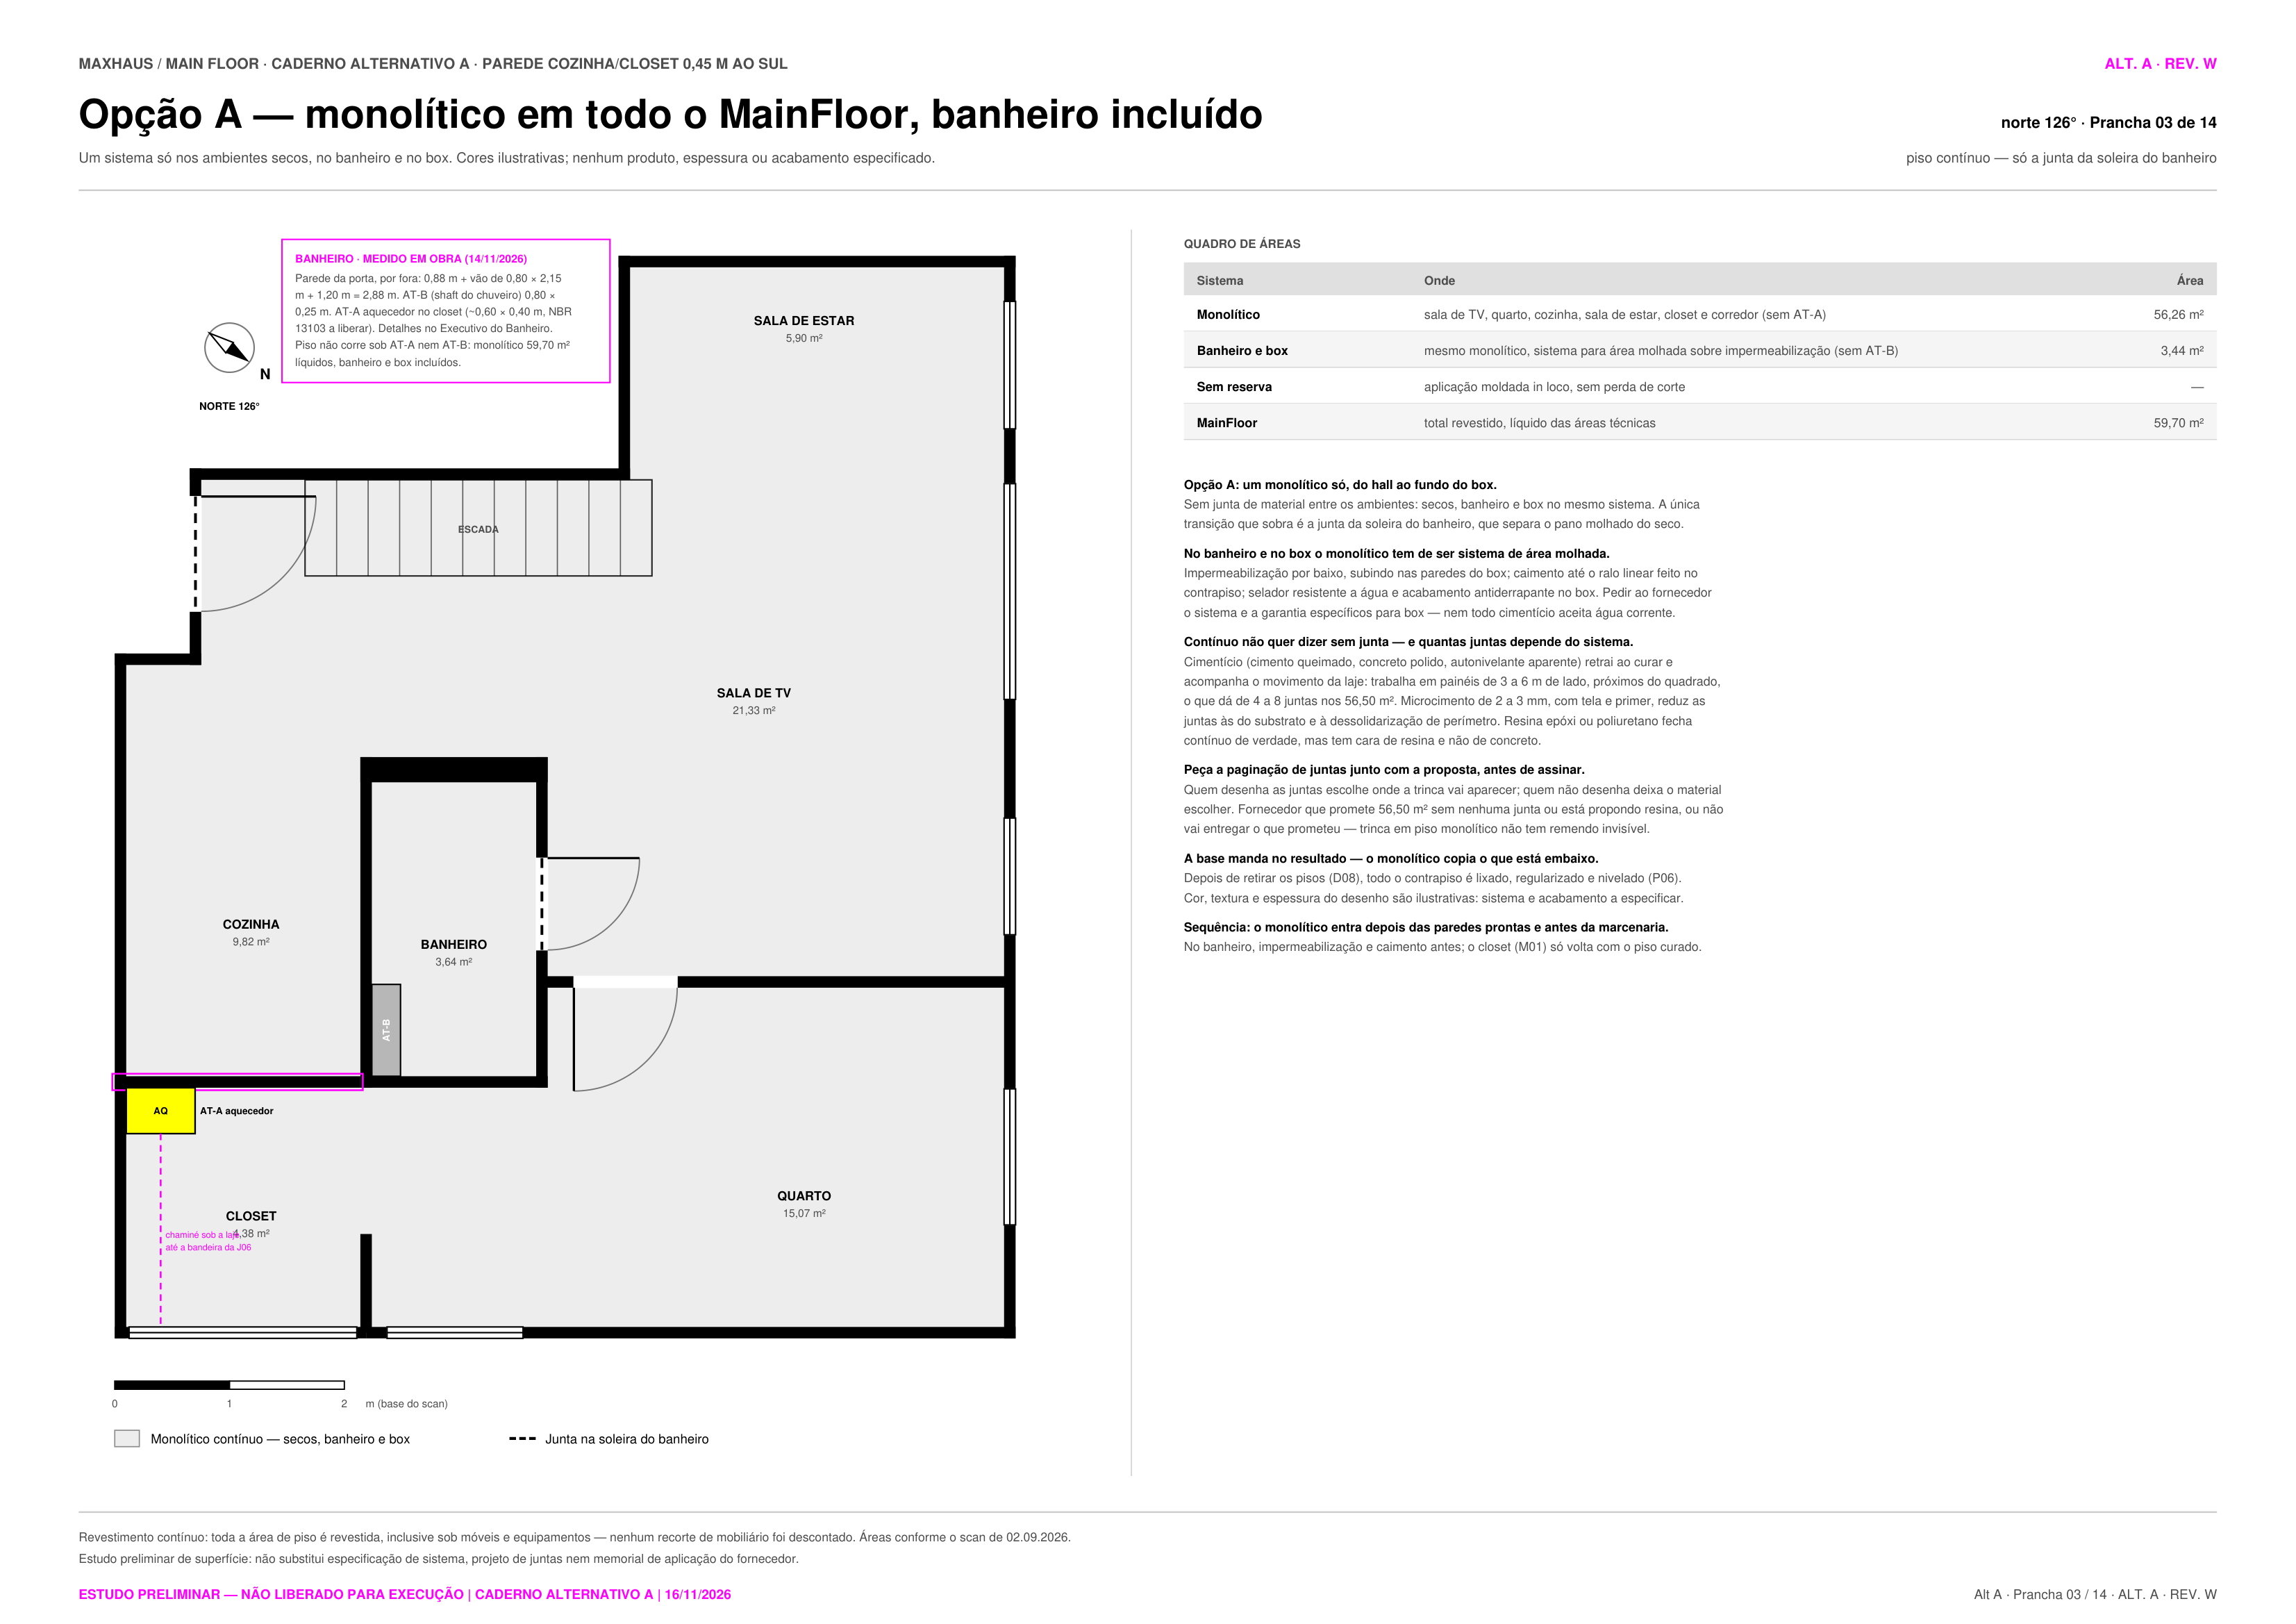 MAXHAUS / MAIN FLOOR · CADERNO ALTERNATIVO A · PAREDE COZINHA/CLOSET 0,45 M AO SUL
ALT. A · REV. W
Opção A — monolítico em todo o MainFloor, banheiro incluído
norte 126° · Prancha 03 de 14
Um sistema só nos ambientes secos, no banheiro e no box. Cores ilustrativas; nenhum produto, espessura ou acabamento especificado.
piso contínuo — só a junta da soleira do banheiro
BANHEIRO · MEDIDO EM OBRA (14/11/2026)
Parede da porta, por fora: 0,88 m + vão de 0,80 × 2,15
m + 1,20 m = 2,88 m. AT-B (shaft do chuveiro) 0,80 ×
0,25 m. AT-A aquecedor no closet (~0,60 × 0,40 m, NBR
13103 a liberar). Detalhes no Executivo do Banheiro.
Piso não corre sob AT-A nem AT-B: monolítico 59,70 m²
líquidos, banheiro e box incluídos.
N
NORTE 126°
SALA DE ESTAR
5,90 m²
ESCADA
SALA DE TV
21,33 m²
COZINHA
9,82 m²
BANHEIRO
3,64 m²
AT-B
AQ
AT-A aquecedor
QUARTO
15,07 m²
CLOSET
4,38 m²
chaminé sob a laje,
até a bandeira da J06
0
1
2
m (base do scan)
Monolítico contínuo — secos, banheiro e box
Junta na soleira do banheiro
QUADRO DE ÁREAS
Sistema
Onde
Área
Monolítico
sala de TV, quarto, cozinha, sala de estar, closet e corredor (sem AT-A)
56,26 m²
Banheiro e box
mesmo monolítico, sistema para área molhada sobre impermeabilização (sem AT-B)
3,44 m²
Sem reserva
aplicação moldada in loco, sem perda de corte
—
MainFloor
total revestido, líquido das áreas técnicas
59,70 m²
Opção A: um monolítico só, do hall ao fundo do box.
Sem junta de material entre os ambientes: secos, banheiro e box no mesmo sistema. A única
transição que sobra é a junta da soleira do banheiro, que separa o pano molhado do seco.
No banheiro e no box o monolítico tem de ser sistema de área molhada.
Impermeabilização por baixo, subindo nas paredes do box; caimento até o ralo linear feito no
contrapiso; selador resistente a água e acabamento antiderrapante no box. Pedir ao fornecedor
o sistema e a garantia específicos para box — nem todo cimentício aceita água corrente.
Contínuo não quer dizer sem junta — e quantas juntas depende do sistema.
Cimentício (cimento queimado, concreto polido, autonivelante aparente) retrai ao curar e
acompanha o movimento da laje: trabalha em painéis de 3 a 6 m de lado, próximos do quadrado,
o que dá de 4 a 8 juntas nos 56,50 m². Microcimento de 2 a 3 mm, com tela e primer, reduz as
juntas às do substrato e à dessolidarização de perímetro. Resina epóxi ou poliuretano fecha
contínuo de verdade, mas tem cara de resina e não de concreto.
Peça a paginação de juntas junto com a proposta, antes de assinar.
Quem desenha as juntas escolhe onde a trinca vai aparecer; quem não desenha deixa o material
escolher. Fornecedor que promete 56,50 m² sem nenhuma junta ou está propondo resina, ou não
vai entregar o que prometeu — trinca em piso monolítico não tem remendo invisível.
A base manda no resultado — o monolítico copia o que está embaixo.
Depois de retirar os pisos (D08), todo o contrapiso é lixado, regularizado e nivelado (P06).
Cor, textura e espessura do desenho são ilustrativas: sistema e acabamento a especificar.
Sequência: o monolítico entra depois das paredes prontas e antes da marcenaria.
No banheiro, impermeabilização e caimento antes; o closet (M01) só volta com o piso curado.
Revestimento contínuo: toda a área de piso é revestida, inclusive sob móveis e equipamentos — nenhum recorte de mobiliário foi descontado. Áreas conforme o scan de 02.09.2026.
Estudo preliminar de superfície: não substitui especificação de sistema, projeto de juntas nem memorial de aplicação do fornecedor.
ESTUDO PRELIMINAR — NÃO LIBERADO PARA EXECUÇÃO | CADERNO ALTERNATIVO A | 16/11/2026
Alt A · Prancha 03 / 14 · ALT. A · REV. W